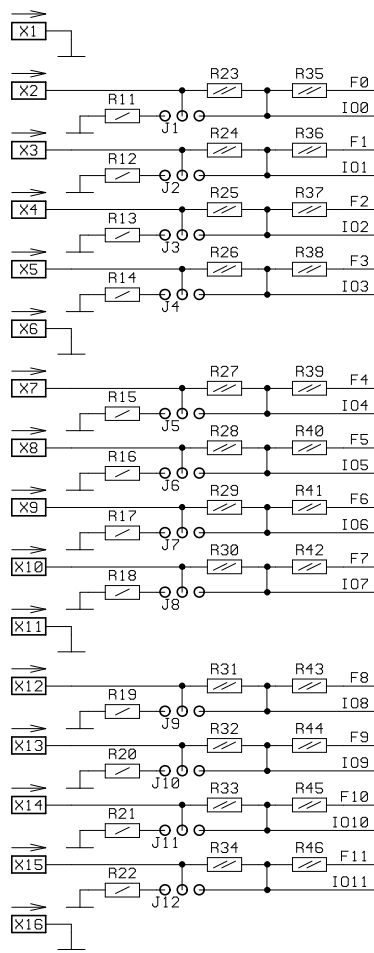 X1
R23 R35 F0
X2
R11 J1 IO0
R24 R36 F1
X3
R12 J2 IO1
R25 R37 F2
X4
R13 J3 IO2
R26 R38 F3
X5
R14 J4 IO3
X6
R27 R39 F4
X7
R15 J5 IO4
R28 R40 F5
X8
R16 J6 IO5
R29 R41 F6
X9
R17 J7 IO6
R30 R42 F7
X10
R18 J8 IO7
X11
R31 R43 F8
X12
R19 J9 IO8
R32 R44 F9
X13
R20 J10 IO9
R33 R45 F10
X14
R21 J11 IO10
R34 R46 F11
X15
R22 J12 IO11
X16